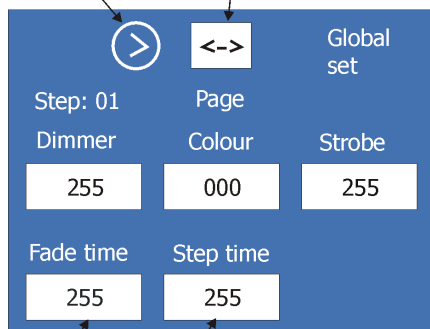 > <-> Global
set
Step: 01 Page
Dimmer Colour Strobe
255 000 255
Fade time Step time
255 255